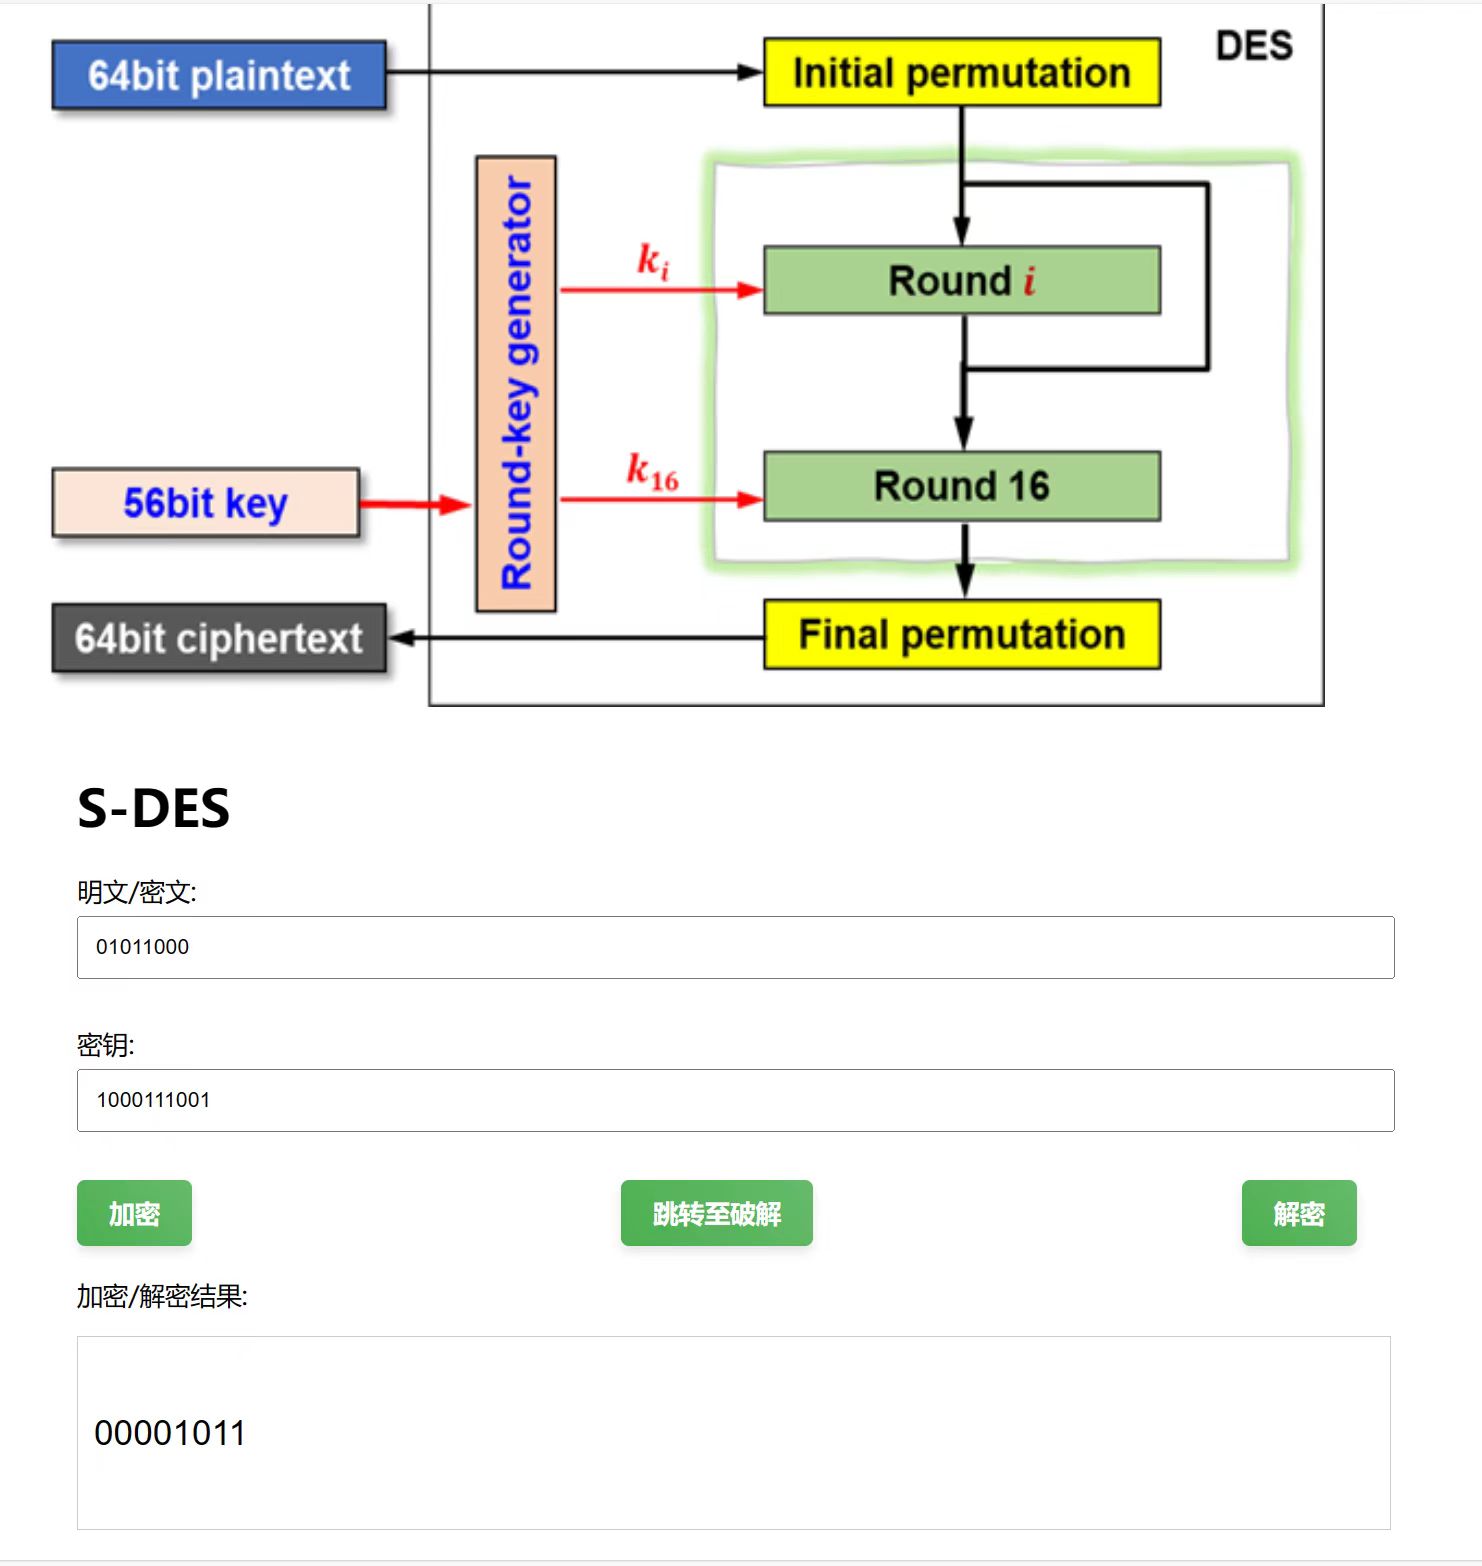 DES
64bit plaintext
Initial permutation
Round-key generator
k_i
Round i
56bit key
k_16
Round 16
64bit ciphertext
Final permutation
S-DES
明文/密文:
01011000
密钥:
1000111001
加密
跳转至破解
解密
加密/解密结果:
00001011